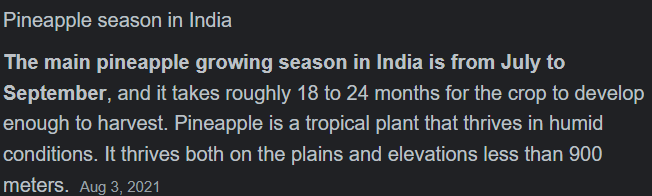 Pineapple season in India
The main pineapple growing season in India is from July to
September, and it takes roughly 18 to 24 months for the crop to develop
enough to harvest. Pineapple is a tropical plant that thrives in humid
conditions. It thrives both on the plains and elevations less than 900
meters. Aug 3, 2021